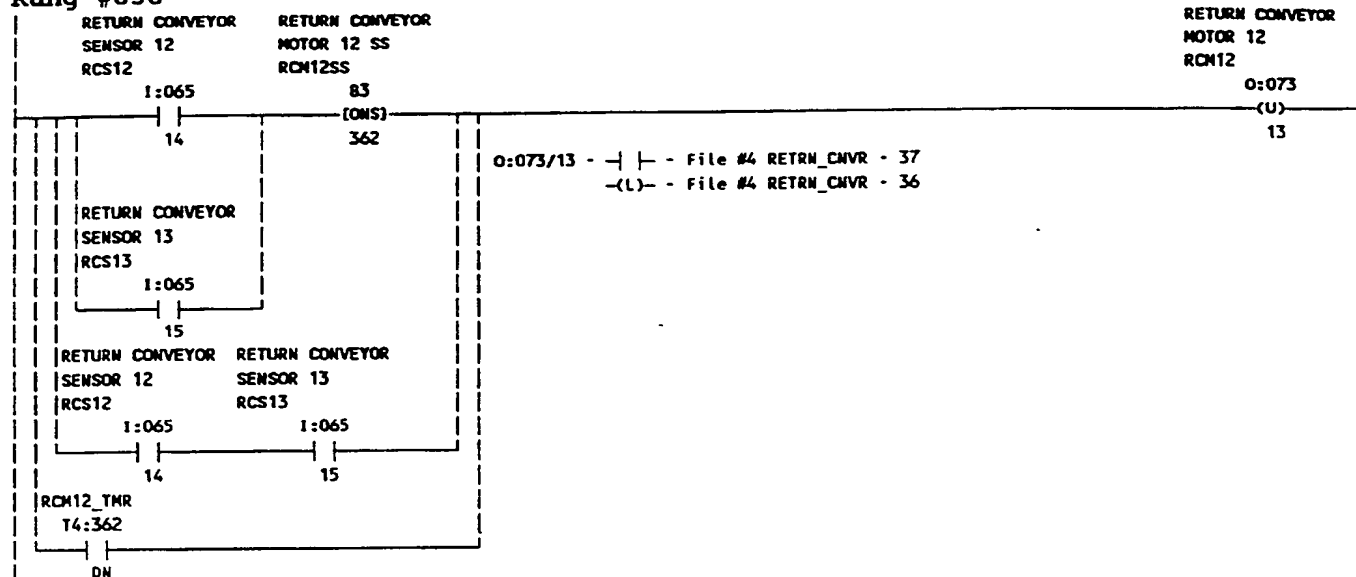 RETURN CONVEYOR
SENSOR 12
RCS12
I:065
14
RETURN CONVEYOR
MOTOR 12 SS
RCM12SS
B3
[ONS]
362
RETURN CONVEYOR
MOTOR 12
RCM12
O:073
(U)
13
O:073/13 - ┤ ├ - File #4 RETRN_CNVR - 37
-(L)- - File #4 RETRN_CNVR - 36
RETURN CONVEYOR
SENSOR 13
RCS13
I:065
15
RETURN CONVEYOR
SENSOR 12
RCS12
I:065
14
RETURN CONVEYOR
SENSOR 13
RCS13
I:065
15
RCM12_TMR
T4:362
DN